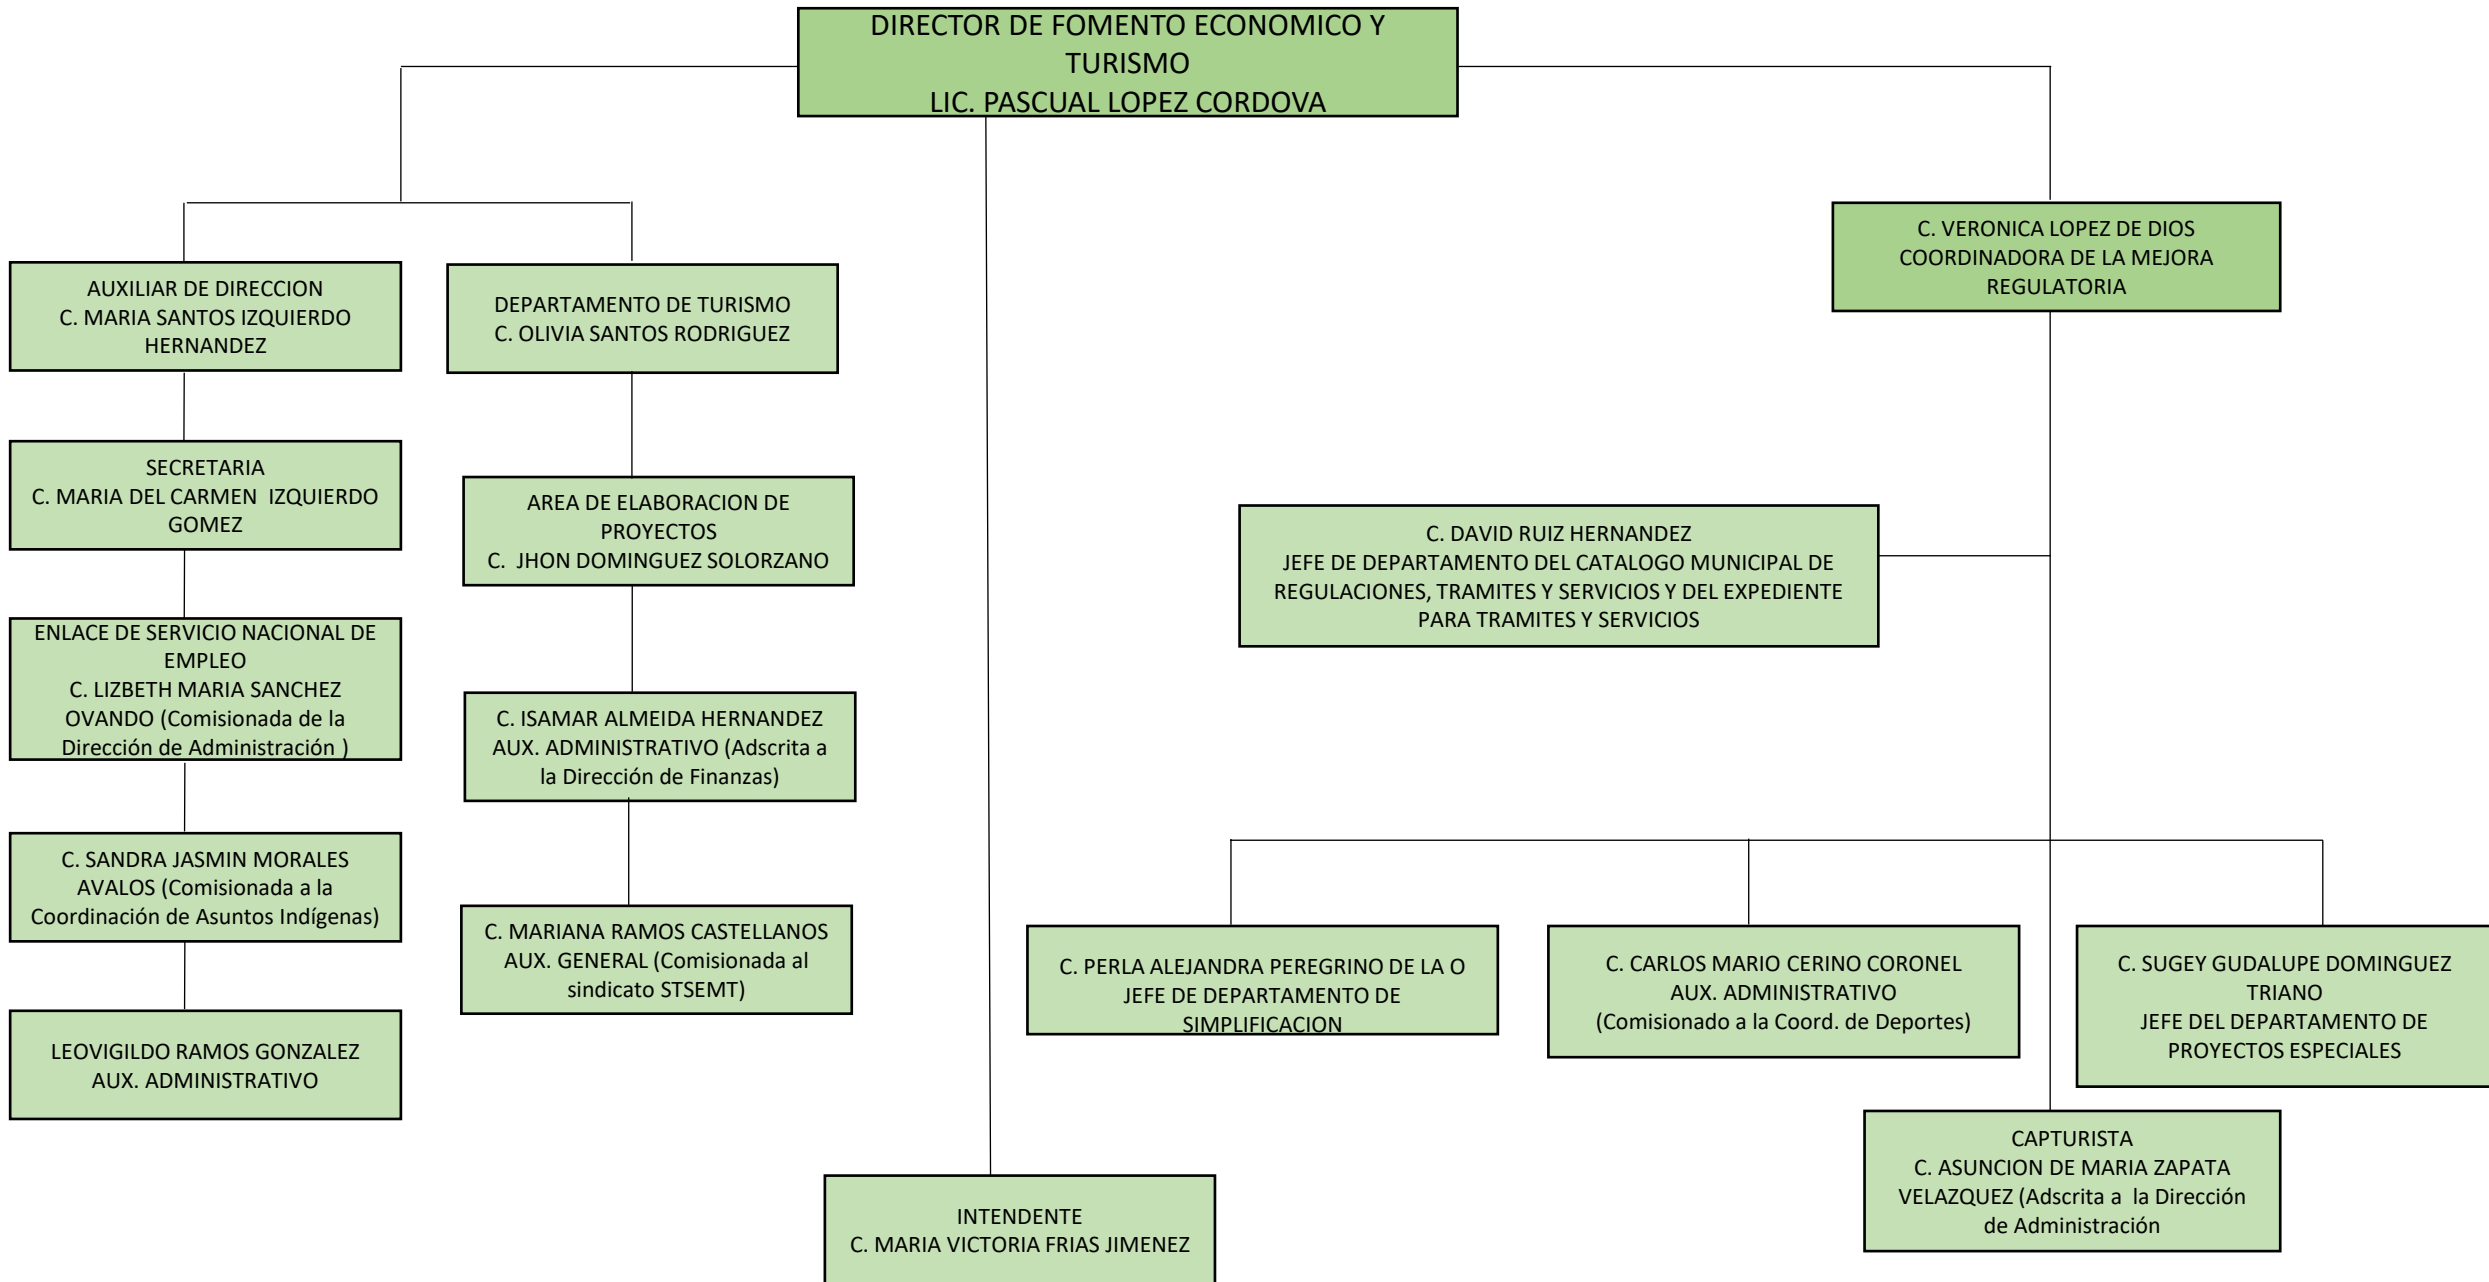 DIRECTOR DE FOMENTO ECONOMICO Y
TURISMO
LIC. PASCUAL LOPEZ CORDOVA
C. VERONICA LOPEZ DE DIOS
COORDINADORA DE LA MEJORA
REGULATORIA
AUXILIAR DE DIRECCION
C. MARIA SANTOS IZQUIERDO
HERNANDEZ
DEPARTAMENTO DE TURISMO
C. OLIVIA SANTOS RODRIGUEZ
SECRETARIA
C. MARIA DEL CARMEN  IZQUIERDO
GOMEZ
AREA DE ELABORACION DE
PROYECTOS
C.  JHON DOMINGUEZ SOLORZANO
C. DAVID RUIZ HERNANDEZ
JEFE DE DEPARTAMENTO DEL CATALOGO MUNICIPAL DE
REGULACIONES, TRAMITES Y SERVICIOS Y DEL EXPEDIENTE
PARA TRAMITES Y SERVICIOS
ENLACE DE SERVICIO NACIONAL DE
EMPLEO
C. LIZBETH MARIA SANCHEZ
OVANDO (Comisionada de la
Dirección de Administración )
C. ISAMAR ALMEIDA HERNANDEZ
AUX. ADMINISTRATIVO (Adscrita a
la Dirección de Finanzas)
C. SANDRA JASMIN MORALES
AVALOS (Comisionada a la
Coordinación de Asuntos Indígenas)
C. MARIANA RAMOS CASTELLANOS
AUX. GENERAL (Comisionada al
sindicato STSEMT)
C. PERLA ALEJANDRA PEREGRINO DE LA O
JEFE DE DEPARTAMENTO DE
SIMPLIFICACION
C. CARLOS MARIO CERINO CORONEL
AUX. ADMINISTRATIVO
(Comisionado a la Coord. de Deportes)
C. SUGEY GUDALUPE DOMINGUEZ
TRIANO
JEFE DEL DEPARTAMENTO DE
PROYECTOS ESPECIALES
LEOVIGILDO RAMOS GONZALEZ
AUX. ADMINISTRATIVO
CAPTURISTA
C. ASUNCION DE MARIA ZAPATA
VELAZQUEZ (Adscrita a  la Dirección
de Administración
INTENDENTE
C. MARIA VICTORIA FRIAS JIMENEZ